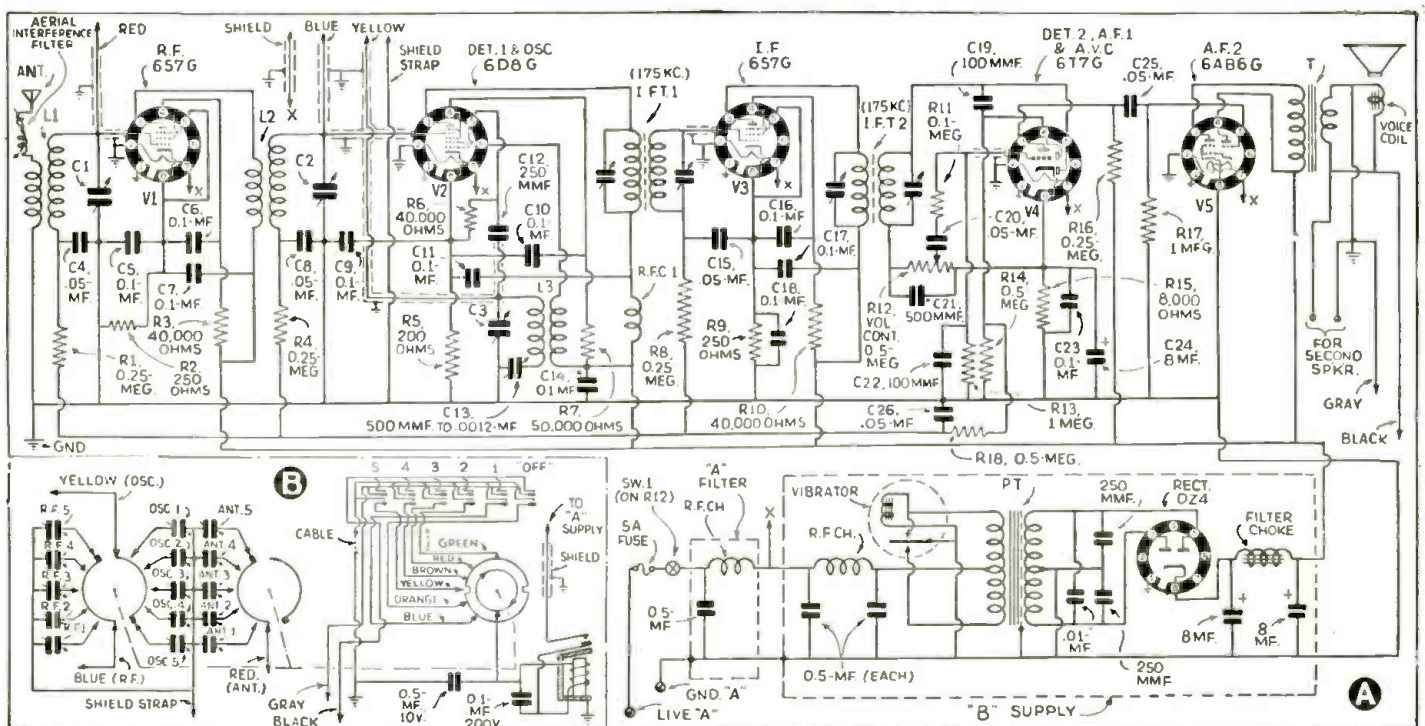 AERIAL
INTERFERENCE
FILTER
RED
SHIELD
BLUE
YELLOW
SHIELD
STRAP
ANT.
L1
C1
R.F.
6S7G
V1
C6,
0.1-MF.
C4
.05-
MF.
C5,
0.1-
MF.
C7,
0.1-MF
R3,
40,000
OHMS
R1,
0.25-
MEG.
R2,
250
OHMS
GND
L2
X
C2
DET.1 & OSC
6D8G
V2
X
R6,
40,000
OHMS
C12,
250
MMF.
C10
0.1-
MF.
C8,
.05-
MF.
C9,
0.1-
MF.
C11
0.1-
MF.
L3
R.F.C 1
C3
R4,
0.25-
MEG
R5,
200
OHMS
C14,
0.1 MF.
C13,
500 MMF. TO .0012-MF
R7,
50,000 OHMS
(175 KC.)
I.F.T.1
I.F
6S7G
V3
X
C16,
0.1-MF
C17,
0.1-MF.
C15,
.05-MF.
C18,
0.1-MF.
R9,
250
OHMS
R8,
0.25
MEG.
R10,
40,000 OHMS
(175 KC)
I.F.T 2
C19,
100 MMF.
R11
0.1-
MEG
DET.2, A.F.1
& A.V.C
6T7G
V4
X
C20,
.05-MF.
R12,
VOL
CONT.
0.5-
MEG
C21,
500 MMF.
R14,
0.5
MEG
C22, 100 MMF
C26,
.05-MF
R18, 0.5-MEG.
R13,
1 MEG.
C23
0.1-
MF
C24
8 MF.
R15,
8,000
OHMS
R16,
0.25-
MEG.
R17,
1 MEG.
C25,
.05-MF.
A.F.2
6AB6G
V5
X
T
VOICE
COIL
FOR
SECOND
SPKR.
GRAY
BLACK
B
YELLOW (OSC.)
R.F.5
R.F.4
R.F.3
R.F.2
R.F.1
OSC 1
OSC 2
OSC 3
OSC.4
OSC 5
ANT.5
ANT.4
ANT.3
ANT.2
ANT.1
BLUE (R.F.)
RED.
(ANT.)
SHIELD STRAP
5 4 3 2 1 "OFF"
CABLE
GREEN
RED
BROWN
YELLOW
ORANGE
BLUE
GRAY
BLACK
0.5-
MF
10V.
0.1-
MF
200V.
TO
"A"
SUPPLY
SHIELD
SW.1
(ON R12)
5A
FUSE
"A"
FILTER
R.F.CH
X
0.5-
MF
GND. "A"
LIVE "A"
VIBRATOR
R.F.CH.
0.5-MF. (EACH)
PT
250
MMF.
.01-
MF.
250
MMF
RECT.
OZ4
FILTER
CHOKE
8 MF.
8
MF.
"B" SUPPLY
A